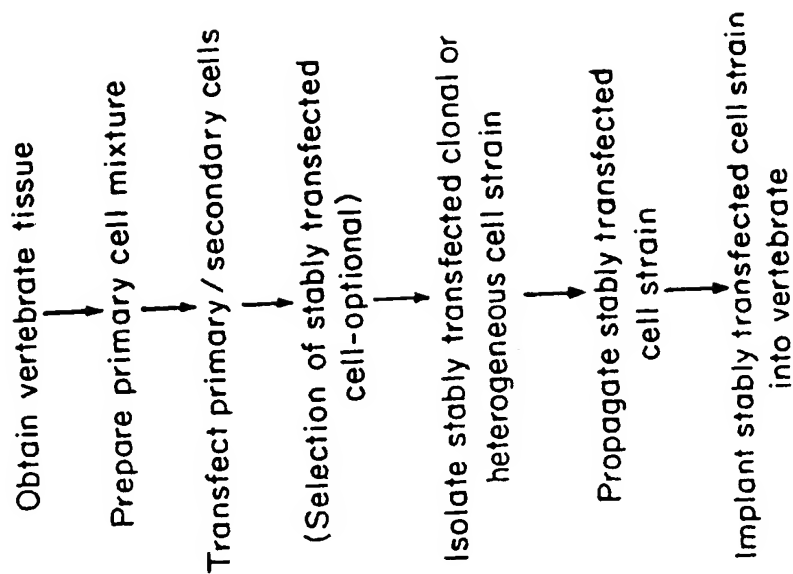 Obtain vertebrate tissue
Prepare primary cell mixture
Transfect primary/secondary cells
(Selection of stably transfected
cell-optional)
Isolate stably transfected clonal or
heterogeneous cell strain
Propagate stably transfected
cell strain
Implant stably transfected cell strain
into vertebrate